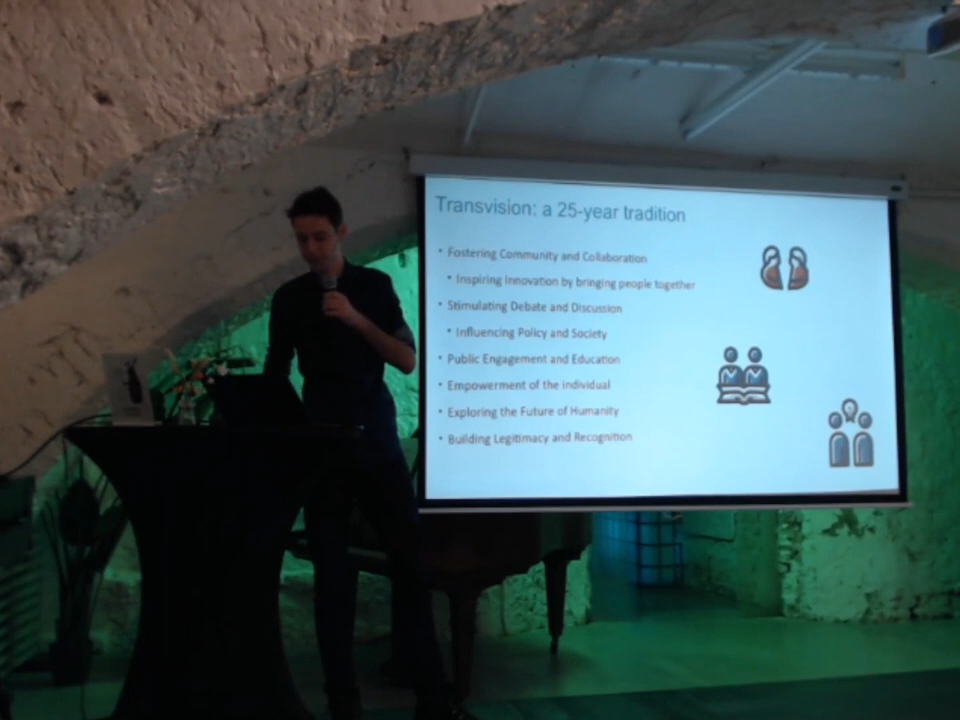 Transvision: a 25-year tradition
• Fostering Community and Collaboration
• Inspiring Innovation by bringing people together
• Stimulating Debate and Discussion
• Influencing Policy and Society
• Public Engagement and Education
• Empowerment of the individual
• Exploring the Future of Humanity
• Building Legitimacy and Recognition